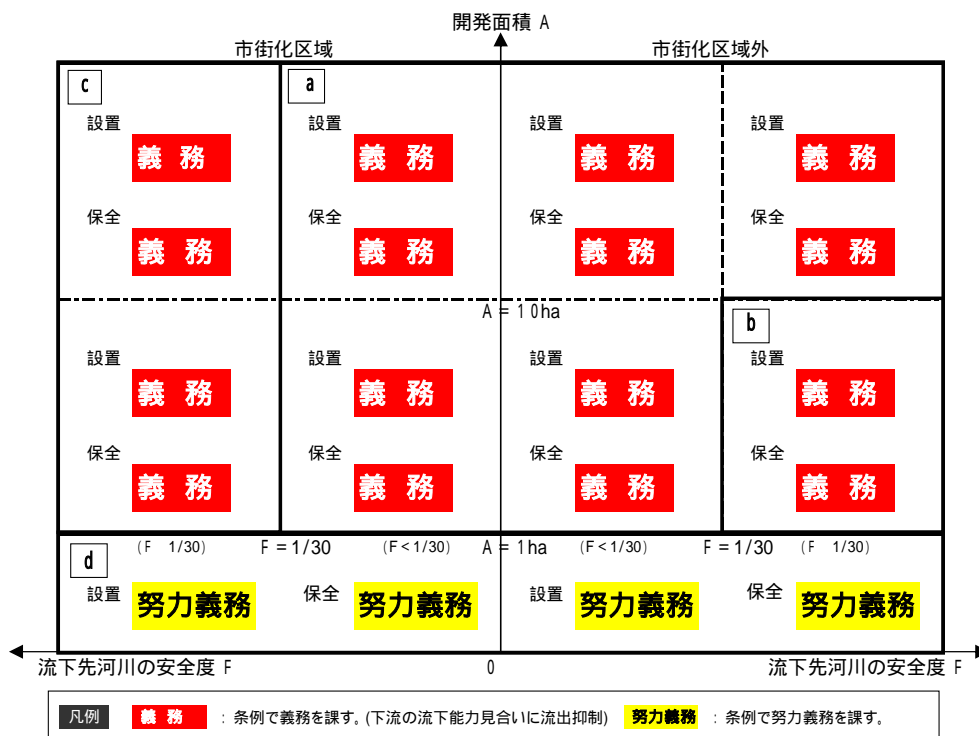 開発面積 A
市街化区域 市街化区域外
c a
設置 設置 設置 設置
義務 義務 義務 義務
保全 保全 保全 保全
義務 義務 義務 義務
A = 10ha
b
設置 設置 設置 設置
義務 義務 義務 義務
保全 保全 保全 保全
義務 義務 義務 義務
(F 1/30) F = 1/30 (F < 1/30) A = 1ha (F < 1/30) F = 1/30 (F 1/30)
d
設置 努力義務 保全 努力義務 設置 努力義務 保全 努力義務
流下先河川の安全度 F 0 流下先河川の安全度 F
凡例 義務 : 条例で義務を課す。(下流の流下能力見合いに流出抑制) 努力義務 : 条例で努力義務を課す。